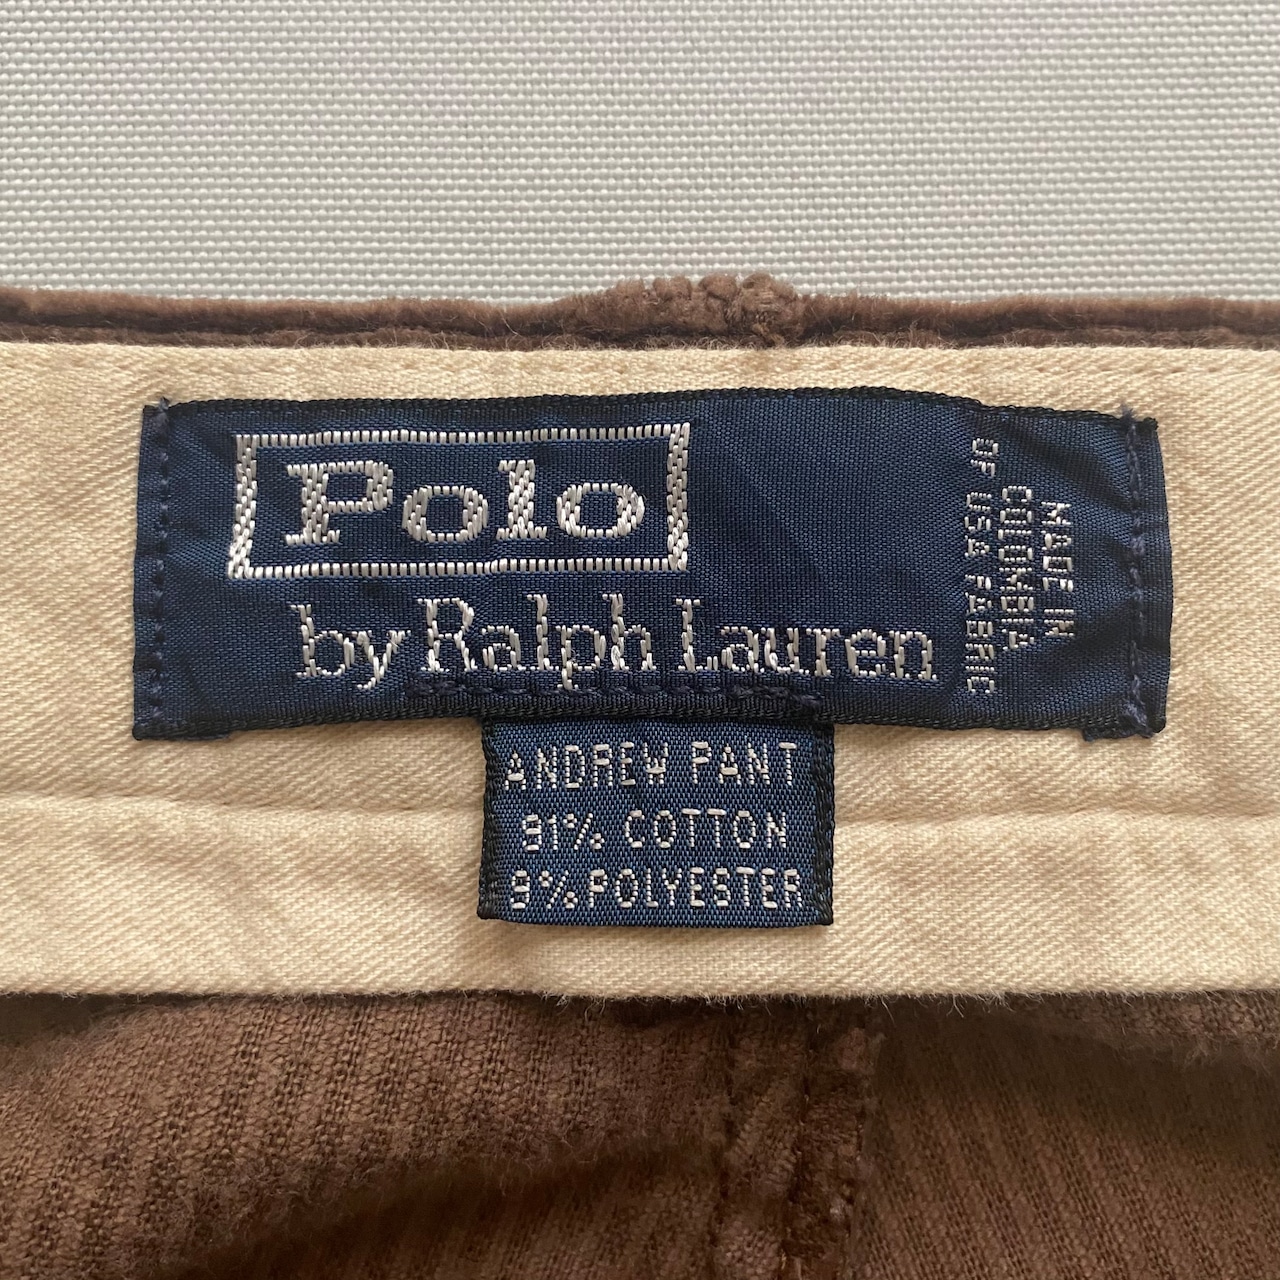 Polo
by Ralph Lauren
MADE IN
COLOMBIA
OF USA FABRIC
ANDREW PANT
91% COTTON
9% POLYESTER